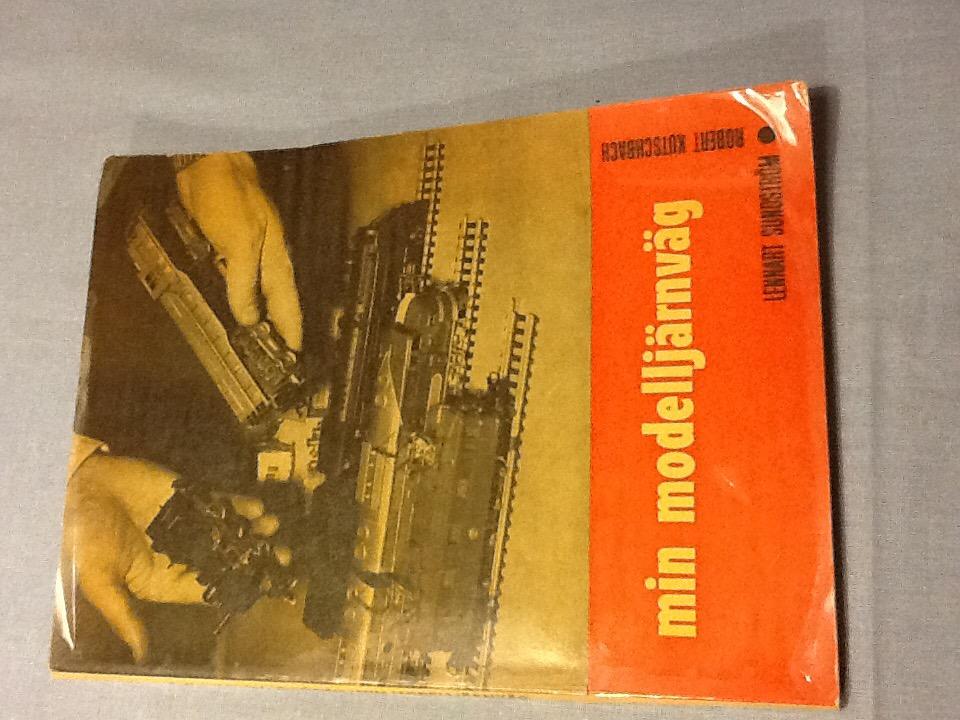 min modelljärnväg
ROBERT KUTSCHBACH
LENNART SUNDSTRÖM